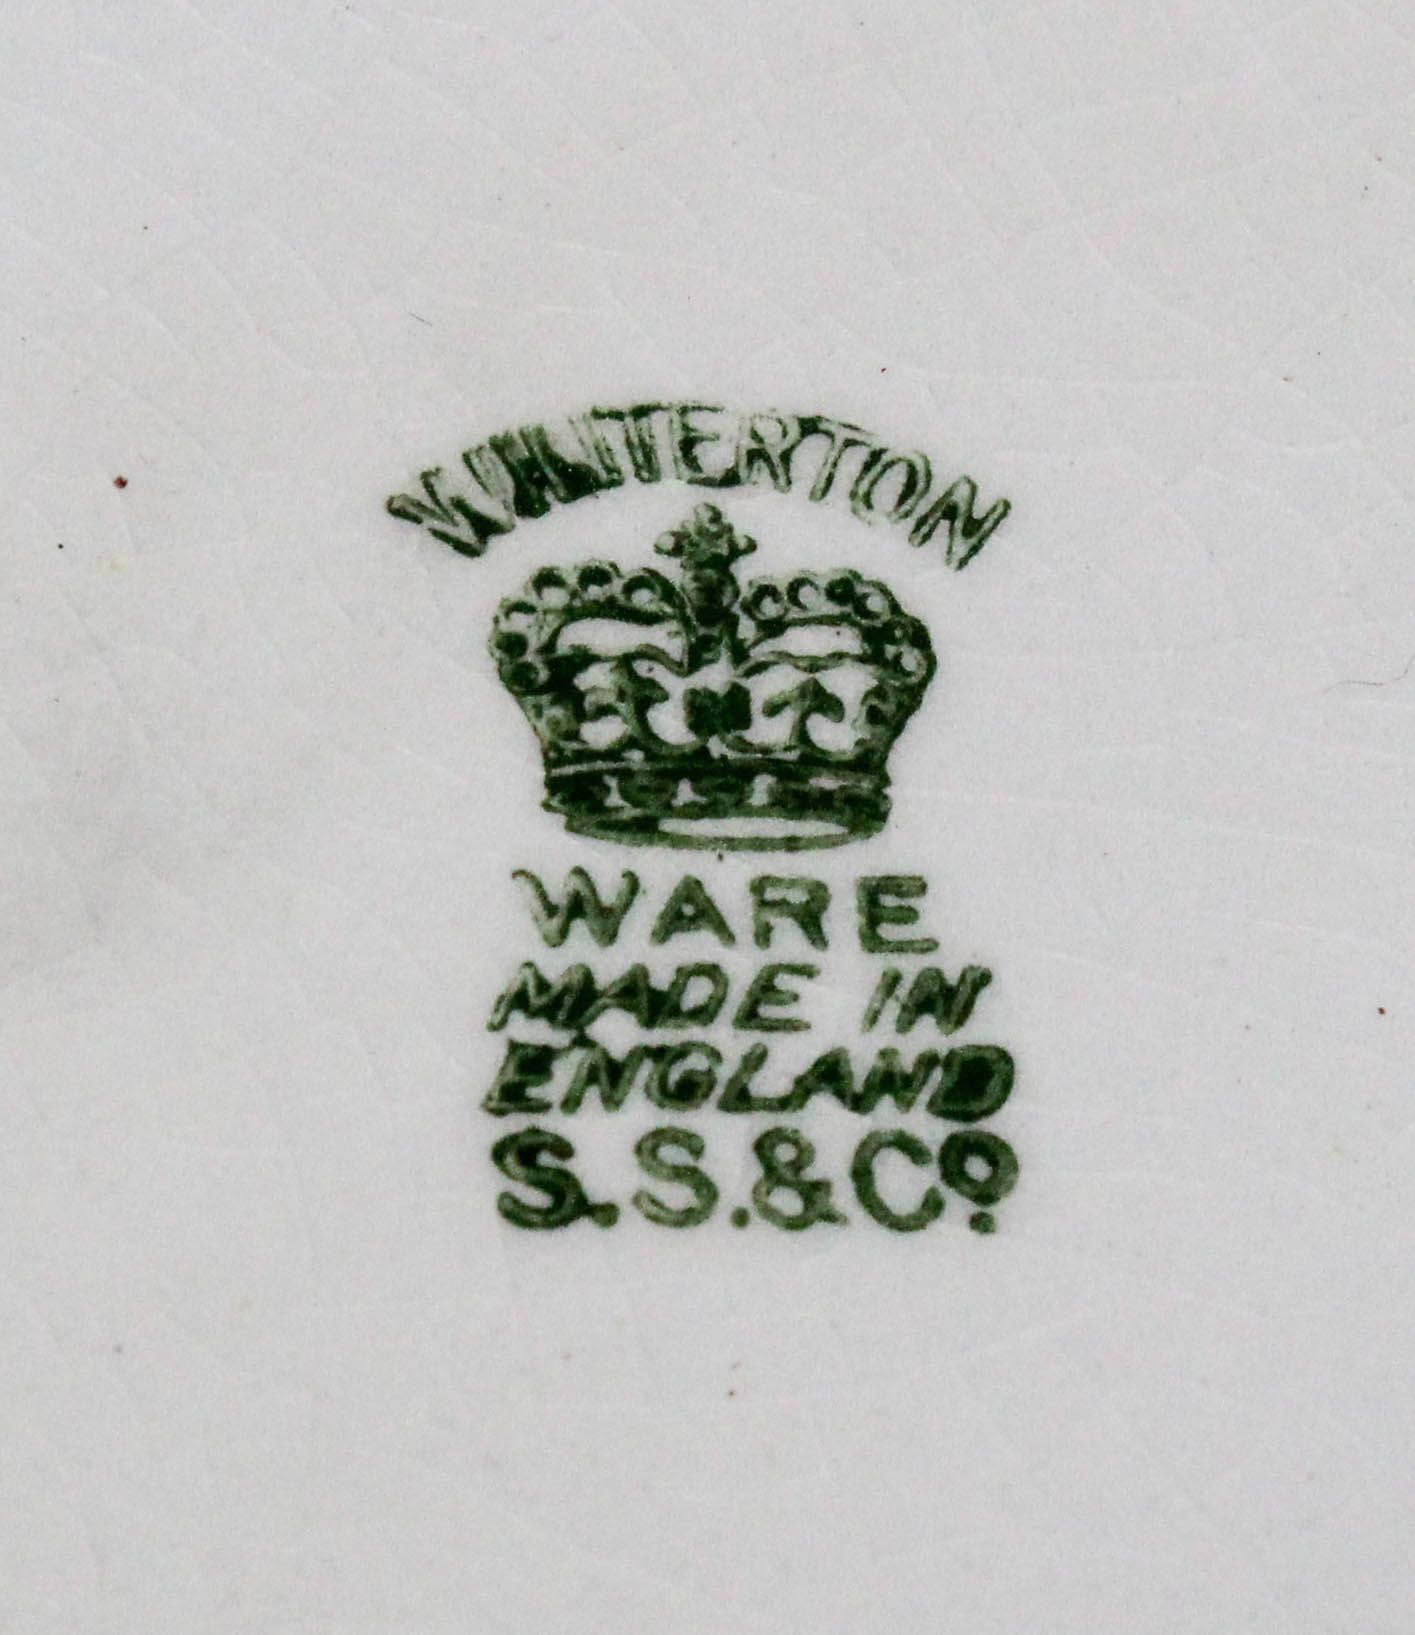 WINTERTON
WARE
MADE IN
ENGLAND
S.S.&Cº.